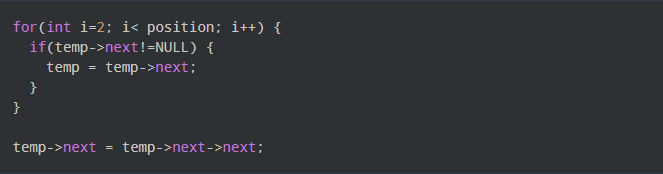 for(int i=2; i< position; i++) {
  if(temp->next!=NULL) {
    temp = temp->next;
  }
}

temp->next = temp->next->next;